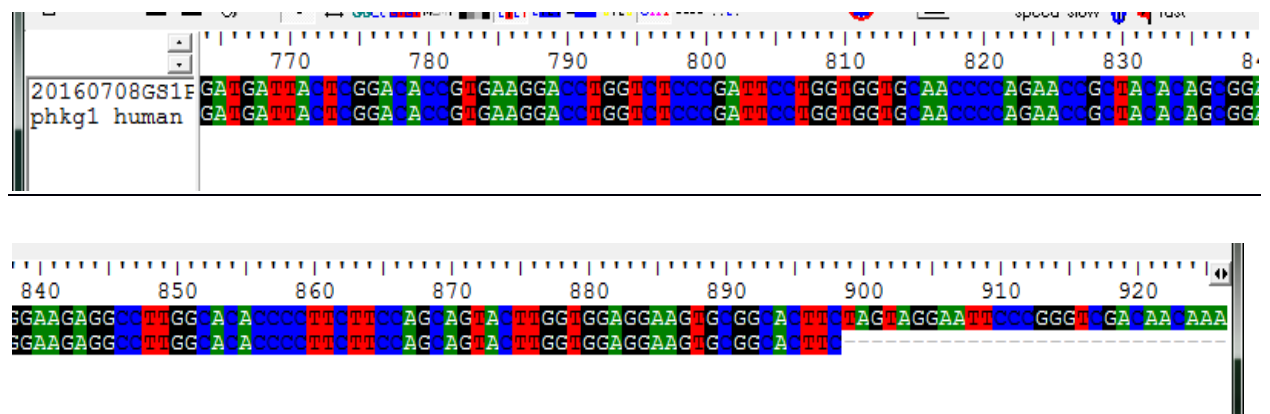 speed slow fast
770 780 790 800 810 820 830
20160708GS1 GATGATTACTCGGACACCGTGAAGGACCTGGTCTCCCGATTCCTGGTGGTGCAACCCCAGAACCGCTACACAGCGGA
phkg1 human GATGATTACTCGGACACCGTGAAGGACCTGGTCTCCCGATTCCTGGTGGTGCAACCCCAGAACCGCTACACAGCGGA
840 850 860 870 880 890 900 910 920
GGAAGAGGCCTTGGCACACCCCTTCTTCCAGCAGTACTTGGTGGAGGAAGTGCGGCACTTCTAGTAGGAATTCCCGGGTCGACAACAAA
GGAAGAGGCCTTGGCACACCCCTTCTTCCAGCAGTACTTGGTGGAGGAAGTGCGGCACTTC----------------------------